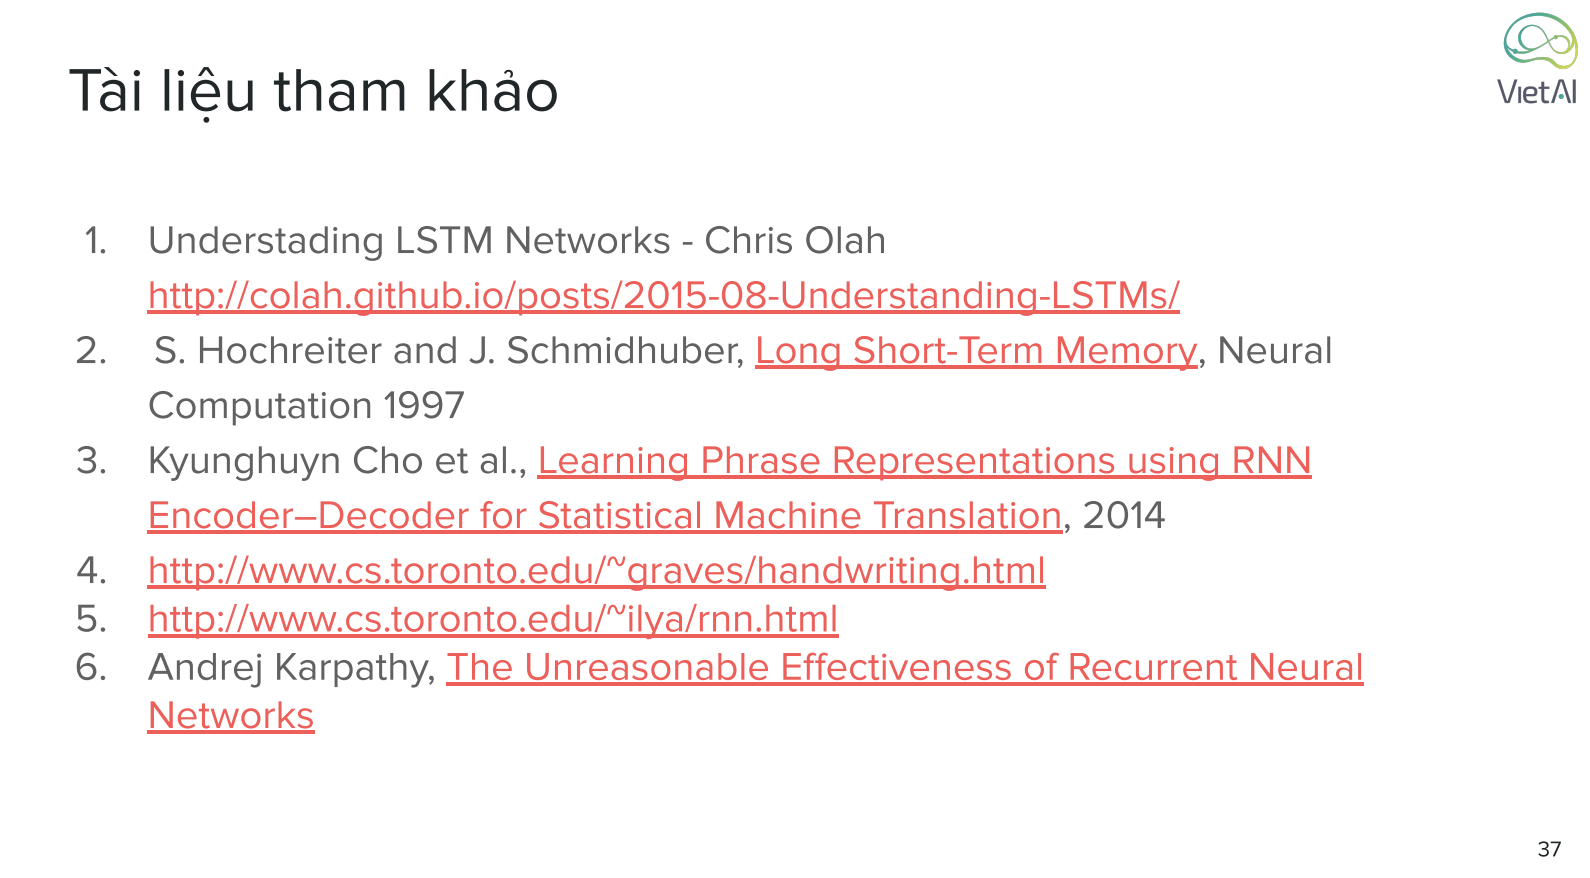 VietAI
Tài liệu tham khảo
1. Understading LSTM Networks - Chris Olah
http://colah.github.io/posts/2015-08-Understanding-LSTMs/
2. S. Hochreiter and J. Schmidhuber, Long Short-Term Memory, Neural
Computation 1997
3. Kyunghuyn Cho et al., Learning Phrase Representations using RNN
Encoder–Decoder for Statistical Machine Translation, 2014
4. http://www.cs.toronto.edu/~graves/handwriting.html
5. http://www.cs.toronto.edu/~ilya/rnn.html
6. Andrej Karpathy, The Unreasonable Effectiveness of Recurrent Neural
Networks
37